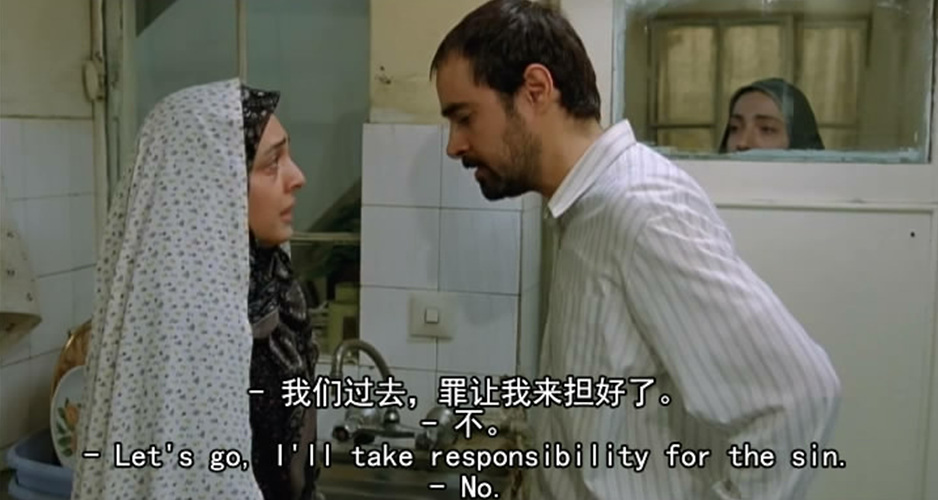 - 我们过去，罪让我来担好了。
- 不。
- Let's go, I'll take responsibility for the sin.
- No.